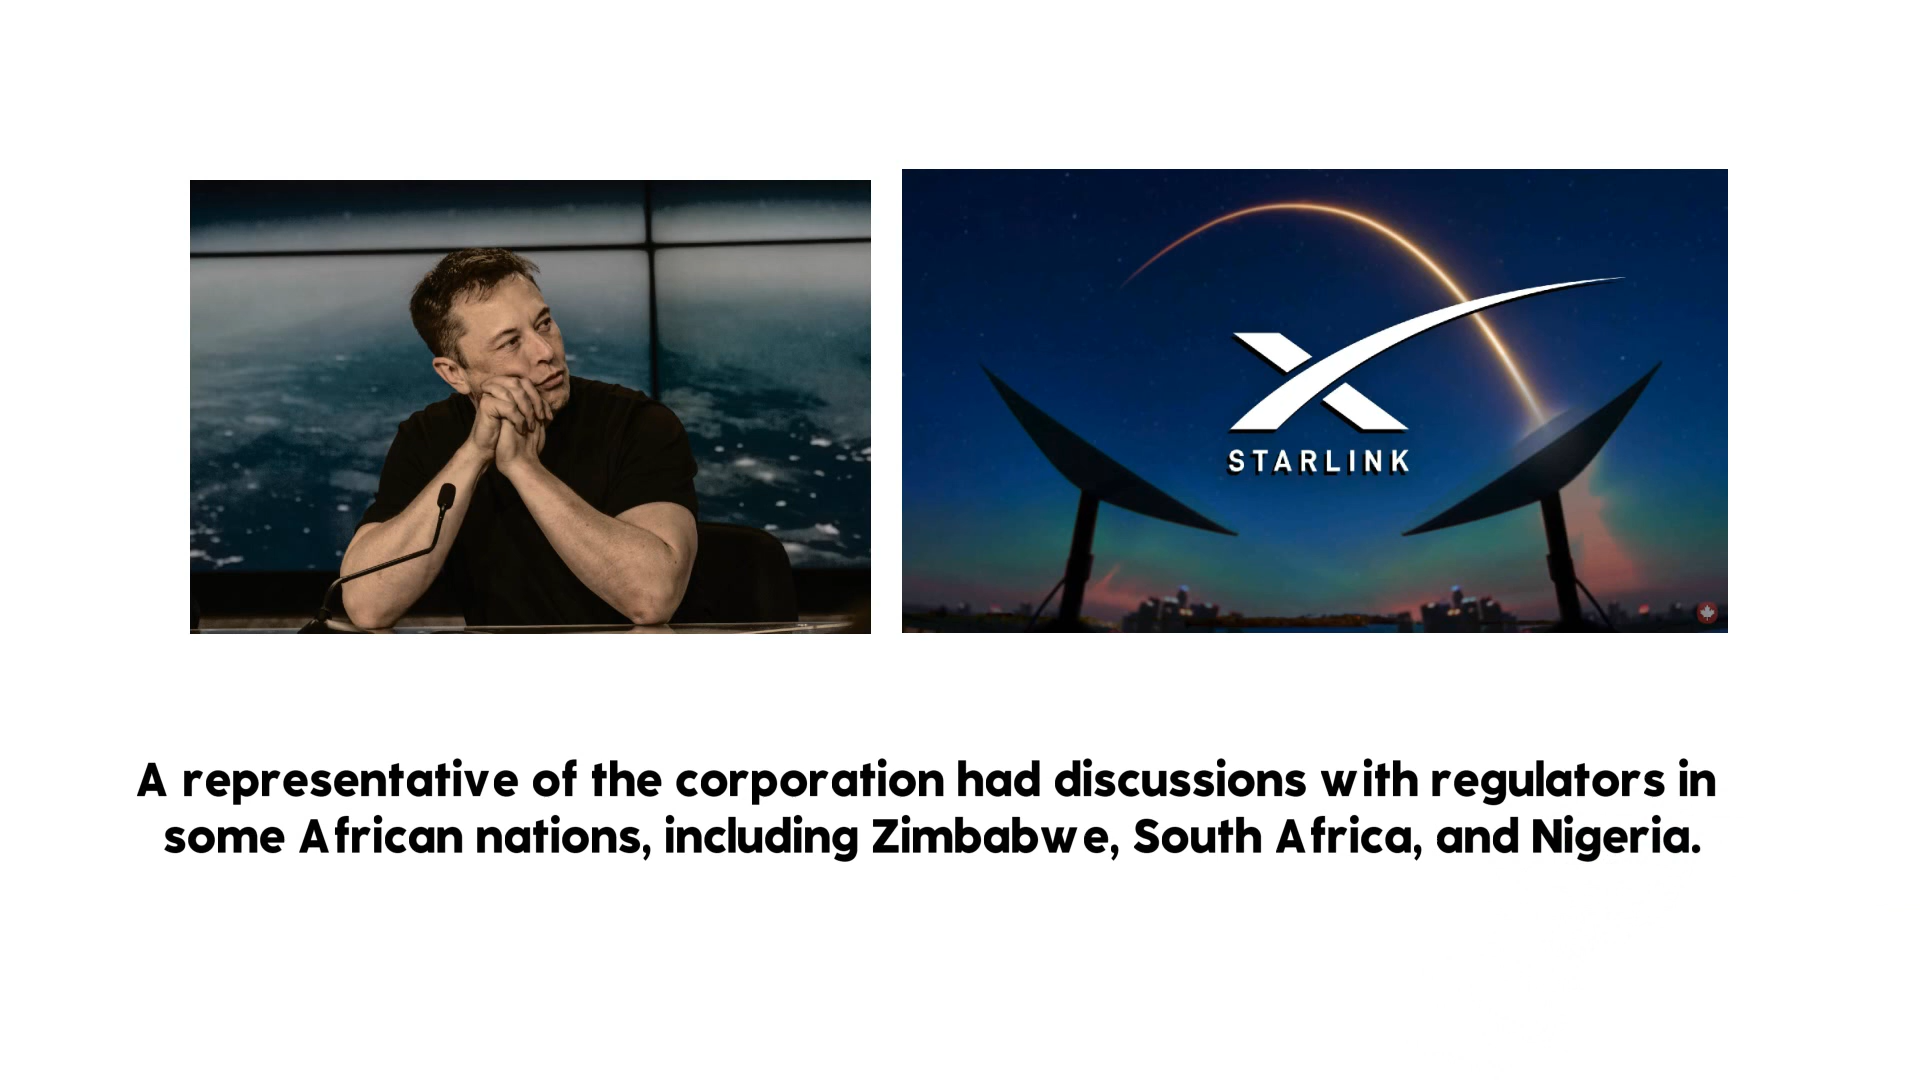 STARLINK
A representative of the corporation had discussions with regulators in
some African nations, including Zimbabwe, South Africa, and Nigeria.